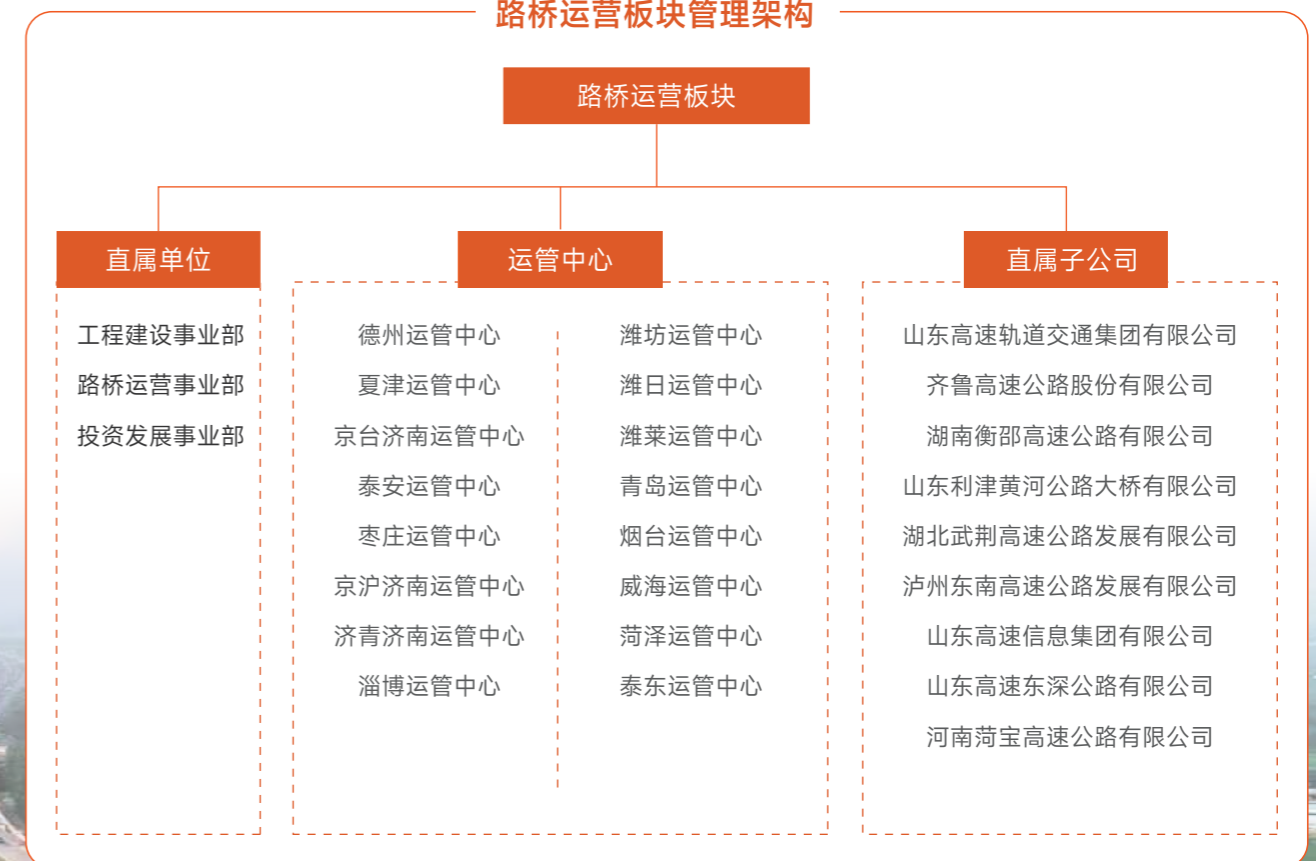 路桥运营板块管理架构
路桥运营板块
直属单位
工程建设事业部
路桥运营事业部
投资发展事业部
运管中心
德州运管中心
夏津运管中心
京台济南运管中心
泰安运管中心
枣庄运管中心
京沪济南运管中心
济青济南运管中心
淄博运管中心
潍坊运管中心
潍日运管中心
潍莱运管中心
青岛运管中心
烟台运管中心
威海运管中心
菏泽运管中心
泰东运管中心
直属子公司
山东高速轨道交通集团有限公司
齐鲁高速公路股份有限公司
湖南衡邵高速公路有限公司
山东利津黄河公路大桥有限公司
湖北武荆高速公路发展有限公司
泸州东南高速公路发展有限公司
山东高速信息集团有限公司
山东高速东深公路有限公司
河南菏宝高速公路有限公司